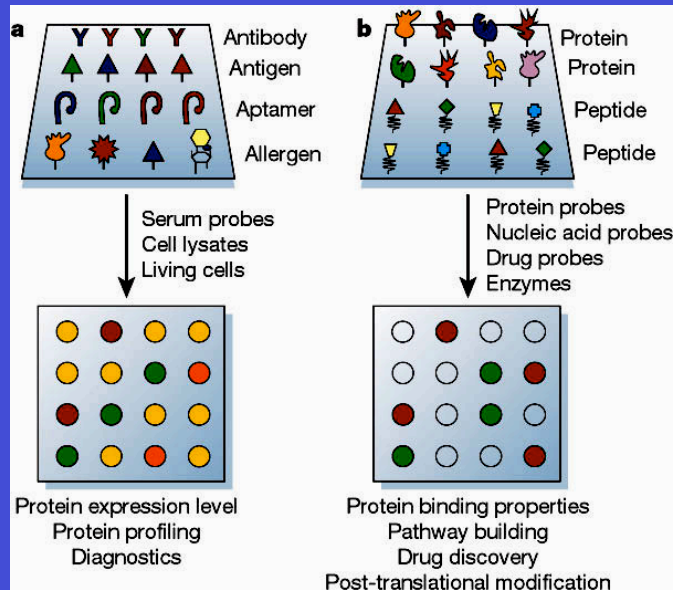 a
Antibody
Antigen
Aptamer
Allergen
Serum probes
Cell lysates
Living cells
Protein expression level
Protein profiling
Diagnostics
b
Protein
Protein
Peptide
Peptide
Protein probes
Nucleic acid probes
Drug probes
Enzymes
Protein binding properties
Pathway building
Drug discovery
Post-translational modification